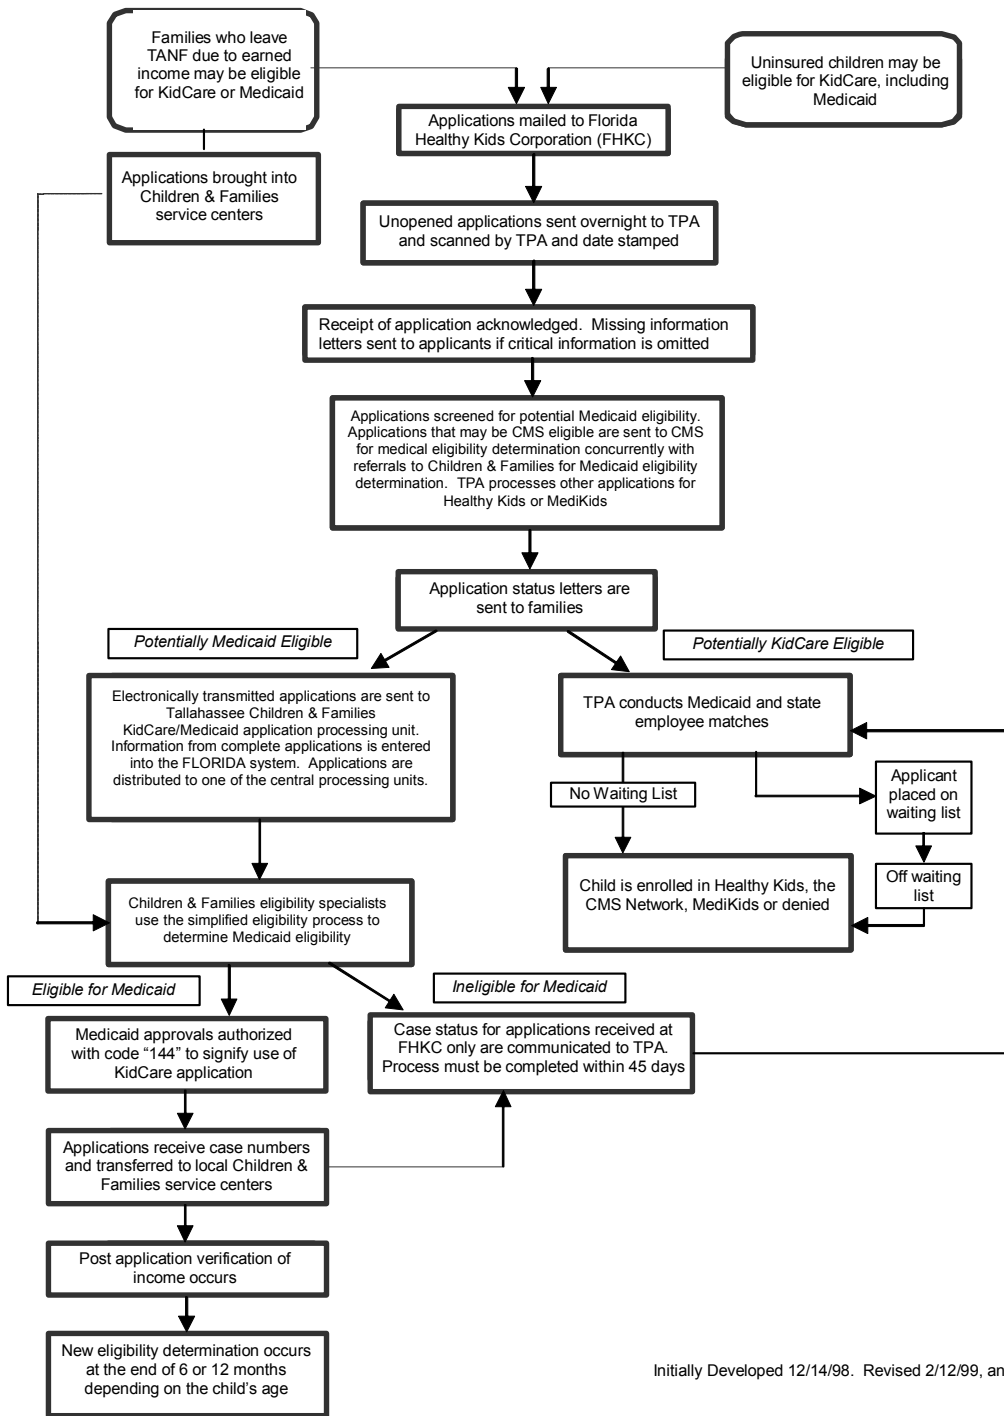 Families who leave
TANF due to earned
income may be eligible
for KidCare or Medicaid
Uninsured children may be
eligible for KidCare, including
Medicaid
Applications mailed to Florida
Healthy Kids Corporation (FHKC)
Applications brought into
Children & Families
service centers
Unopened applications sent overnight to TPA
and scanned by TPA and date stamped
Receipt of application acknowledged.  Missing information
letters sent to applicants if critical information is omitted
Applications screened for potential Medicaid eligibility.
Applications that may be CMS eligible are sent to CMS
for medical eligibility determination concurrently with
referrals to Children & Families for Medicaid eligibility
determination.  TPA processes other applications for
Healthy Kids or MediKids
Application status letters are
sent to families
Potentially Medicaid Eligible
Potentially KidCare Eligible
Electronically transmitted applications are sent to
Tallahassee Children & Families
KidCare/Medicaid application processing unit.
Information from complete applications is entered
into the FLORIDA system.  Applications are
distributed to one of the central processing units.
TPA conducts Medicaid and state
employee matches
No Waiting List
Applicant
placed on
waiting list
Off waiting
list
Child is enrolled in Healthy Kids, the
CMS Network, MediKids or denied
Children & Families eligibility specialists
use the simplified eligibility process to
determine Medicaid eligibility
Eligible for Medicaid
Ineligible for Medicaid
Medicaid approvals authorized
with code “144” to signify use of
KidCare application
Case status for applications received at
FHKC only are communicated to TPA.
Process must be completed within 45 days
Applications receive case numbers
and transferred to local Children &
Families service centers
Post application verification of
income occurs
New eligibility determination occurs
at the end of 6 or 12 months
depending on the child’s age
Initially Developed 12/14/98.  Revised 2/12/99, an